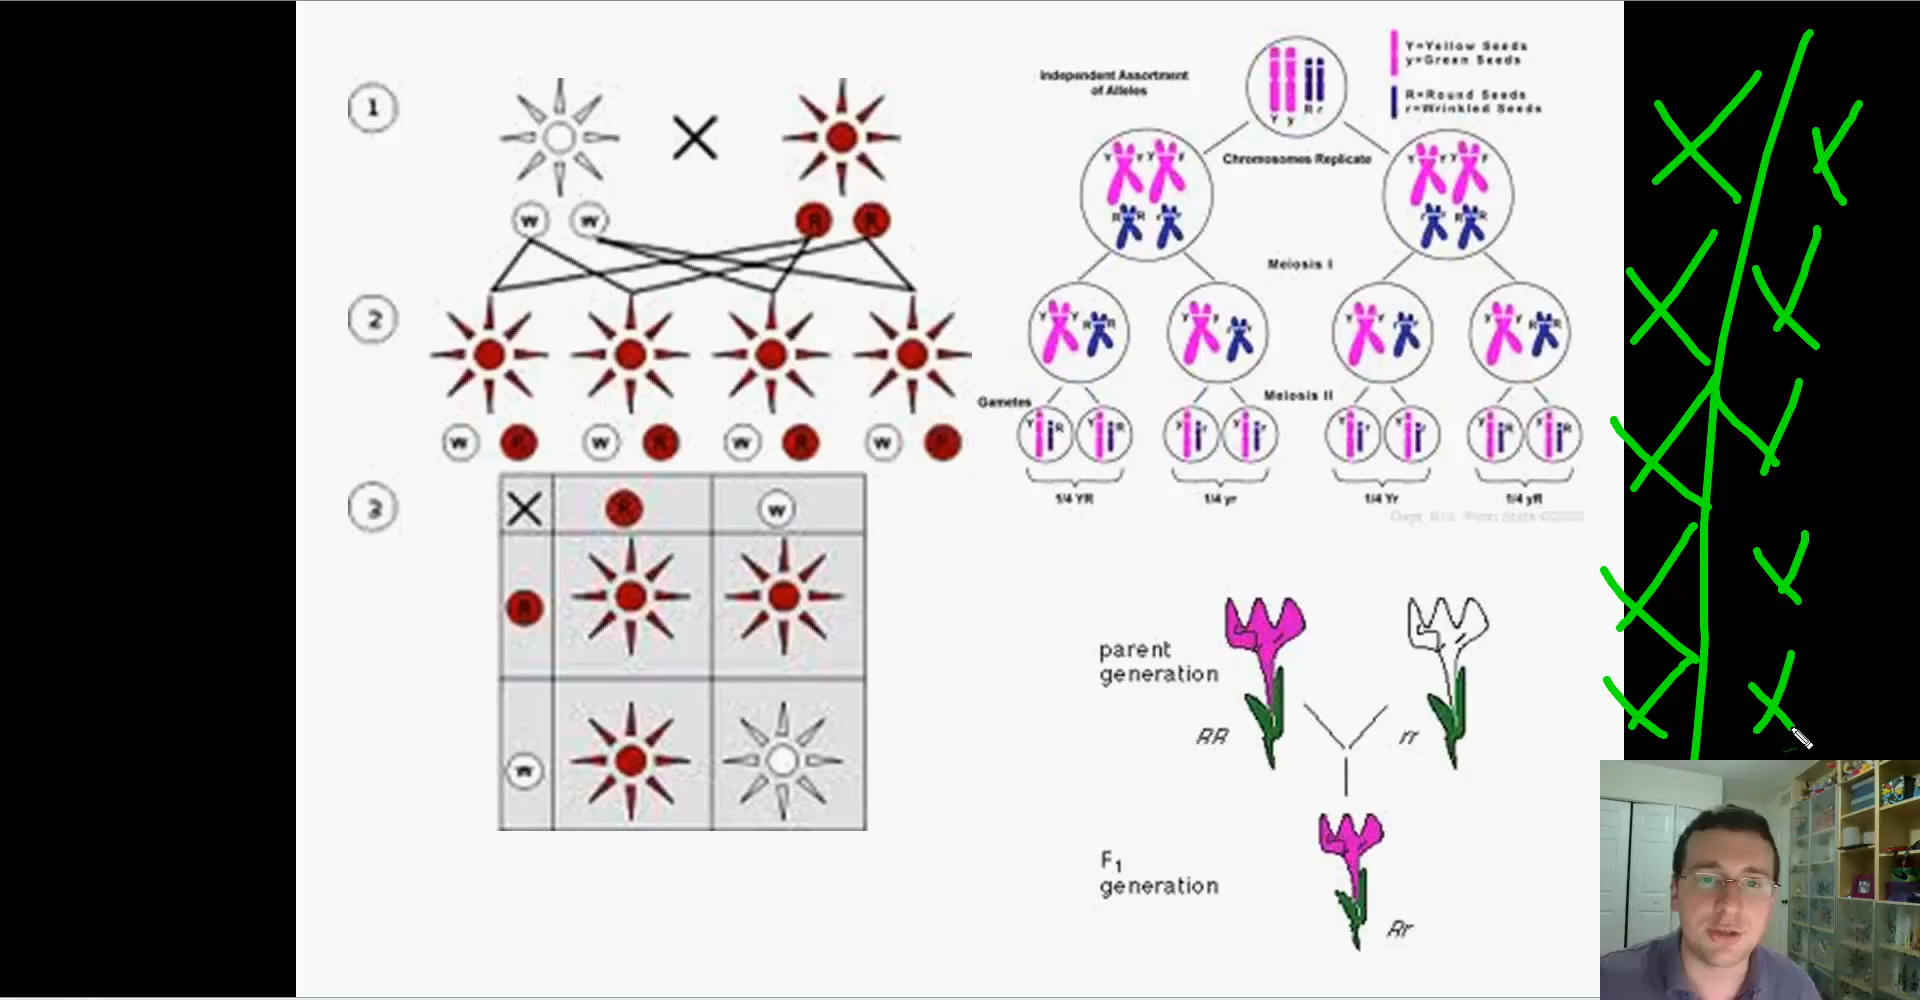 1
w w R R
2
w R w R w R w R
3
R w
R
w
Independent Assortment
of Alleles
Y=Yellow Seeds
y=Green Seeds
R=Round Seeds
r=Wrinkled Seeds
Y y R r
Chromosomes Replicate
Meiosis I
Meiosis II
Gametes
1/4 YR 1/4 yr 1/4 Yr 1/4 yR
parent
generation
RR rr
F1
generation
Rr